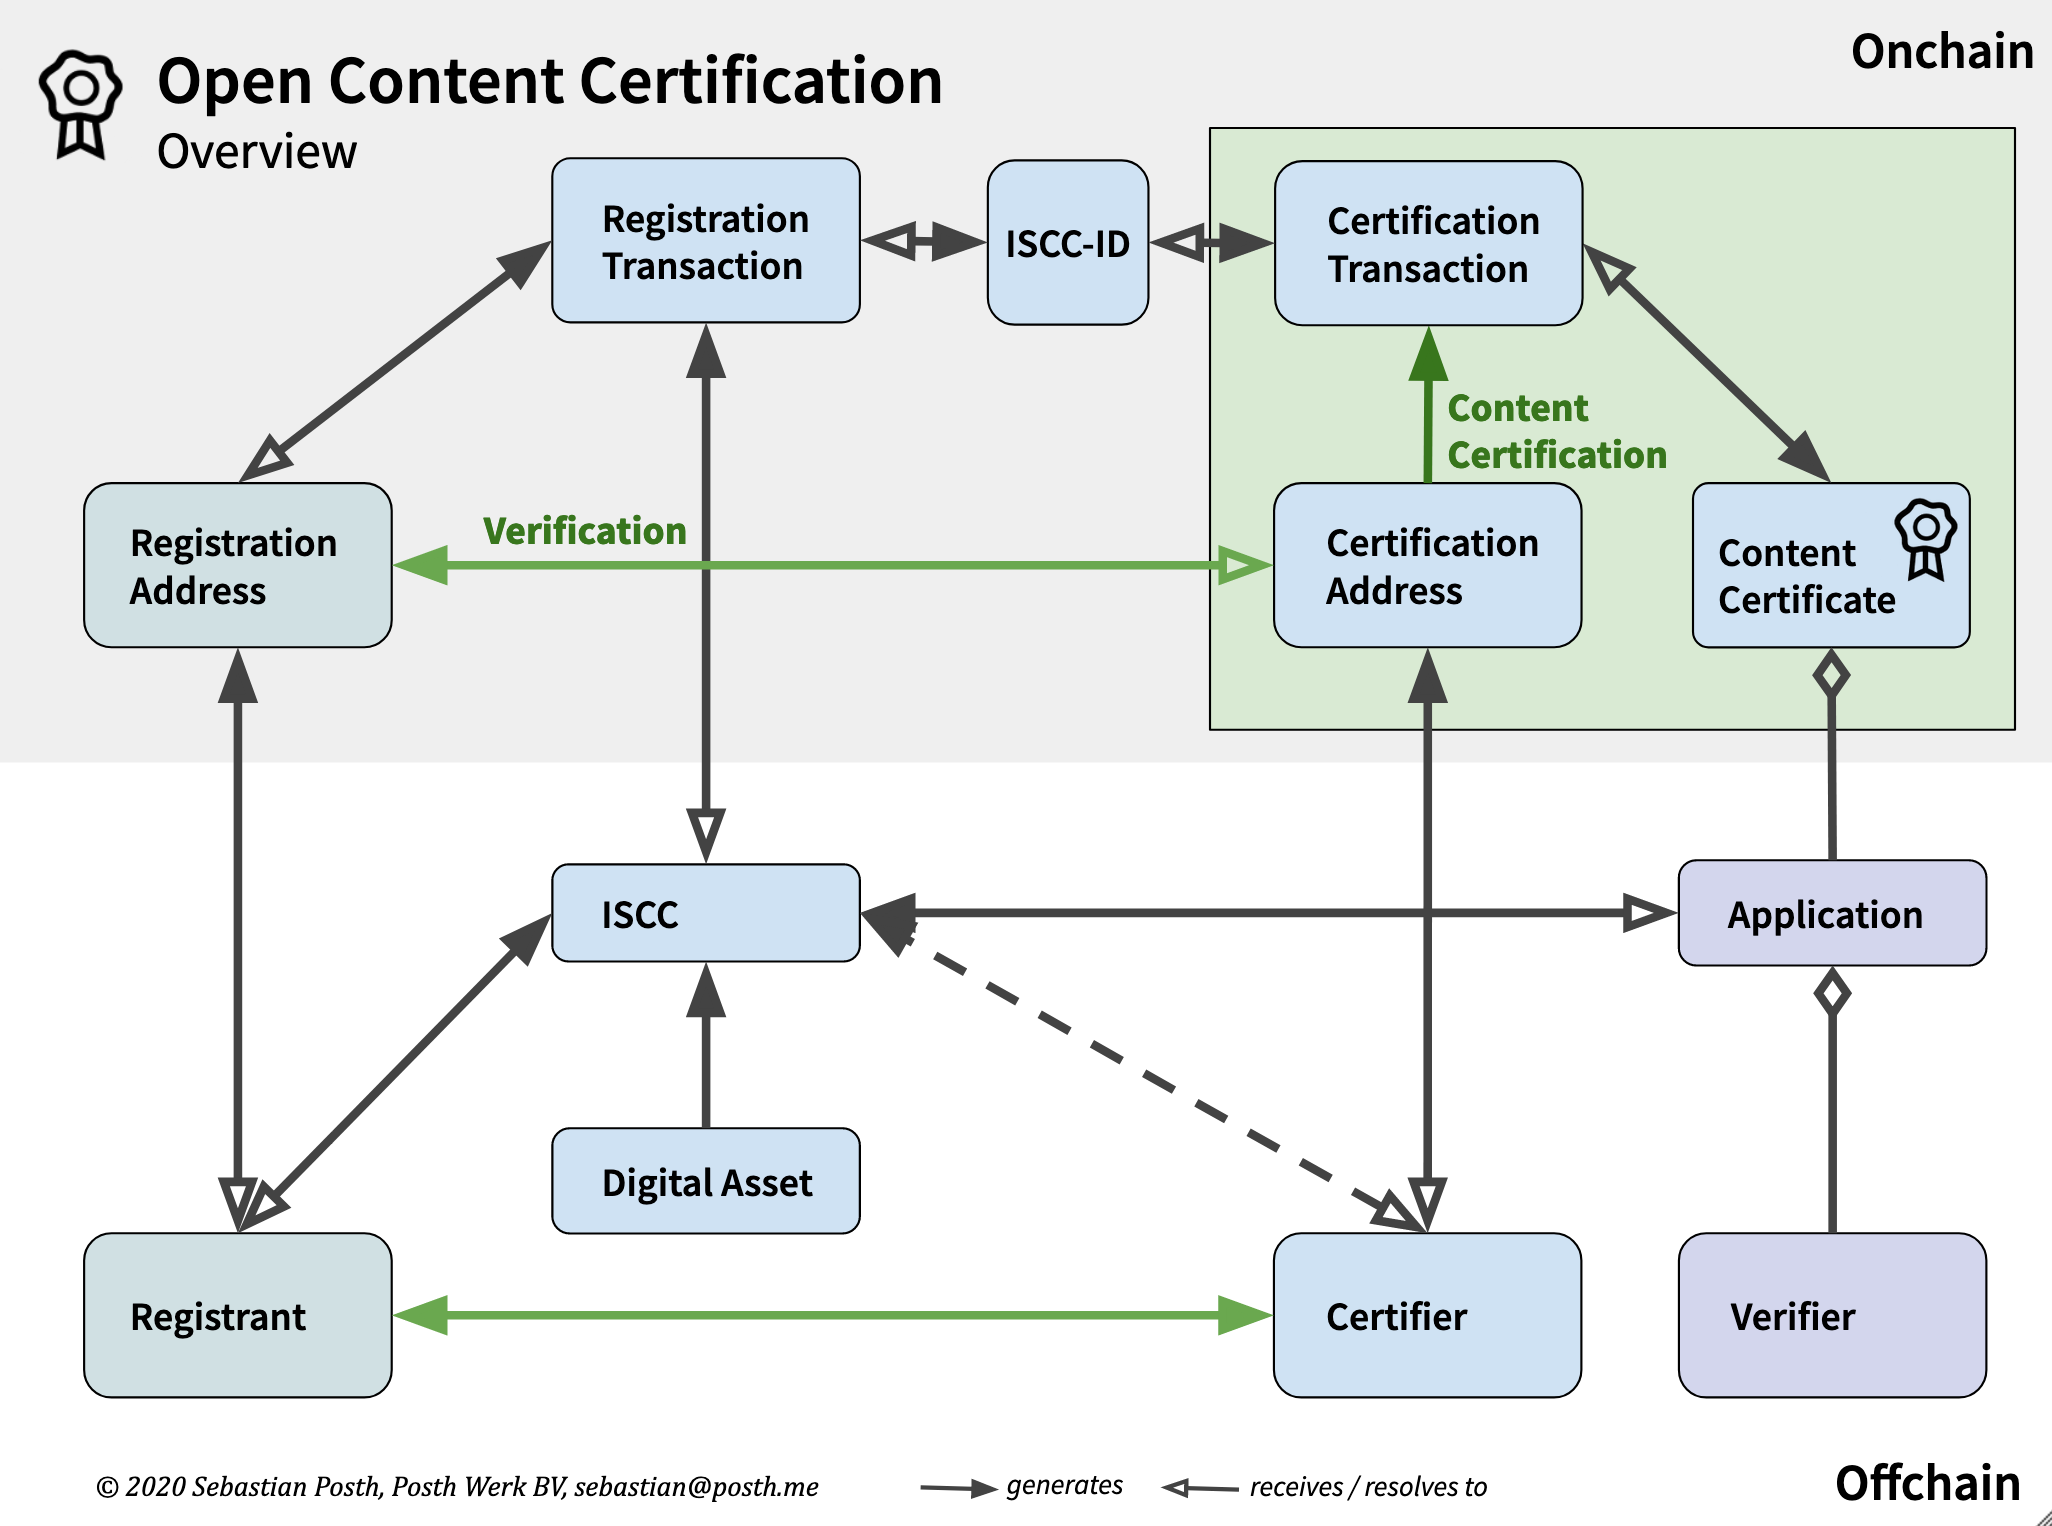 Onchain
Open Content Certification
Overview
Registration
Transaction
ISCC-ID
Certification
Transaction
Content
Certification
Verification
Registration
Address
Certification
Address
Content
Certificate
ISCC
Application
Digital Asset
Registrant
Certifier
Verifier
© 2020 Sebastian Posth, Posth Werk BV, sebastian@posth.me
generates
receives / resolves to
Offchain